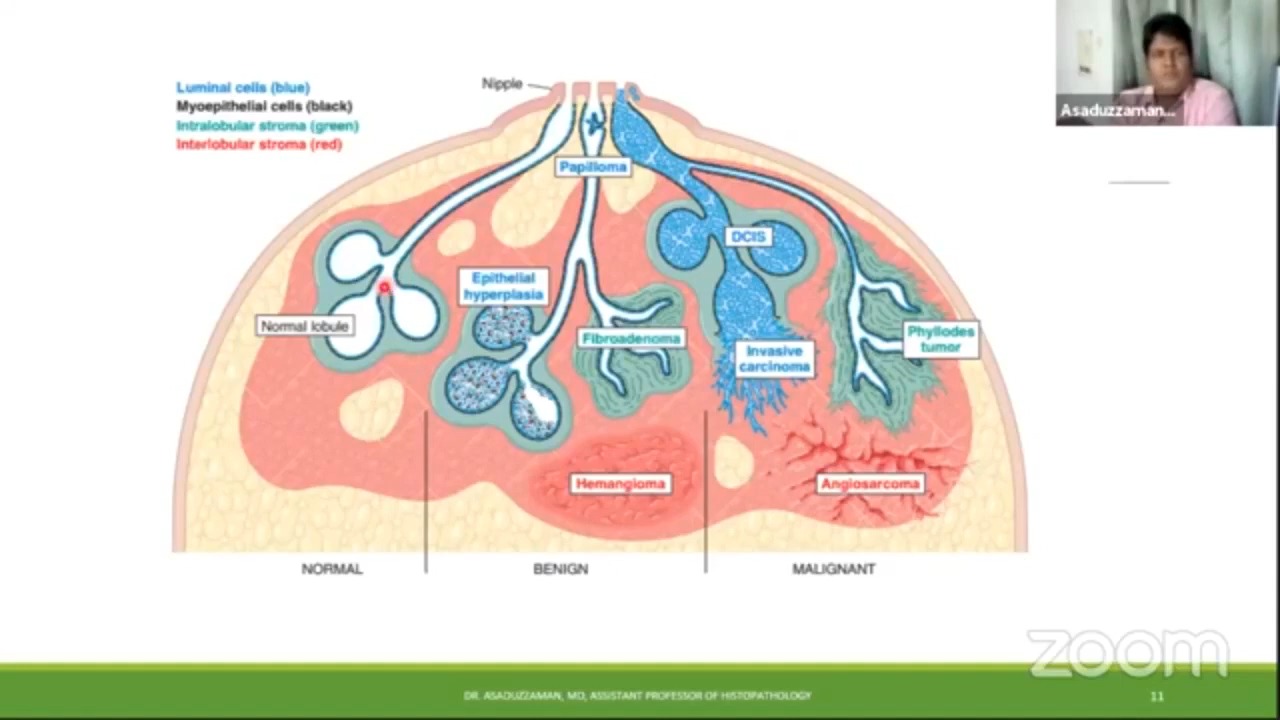 Luminal cells (blue)
Myoepithelial cells (black)
Intralobular stroma (green)
Interlobular stroma (red)
Nipple
Asaduzzaman...
Papilloma
DCIS
Epithelial
hyperplasia
Normal lobule
Fibroadenoma
Phyllodes
tumor
Invasive
carcinoma
Hemangioma
Angiosarcoma
NORMAL
BENIGN
MALIGNANT
zoom
DR. ASADUZZAMAN, MD, ASSISTANT PROFESSOR OF HISTOPATHOLOGY
11